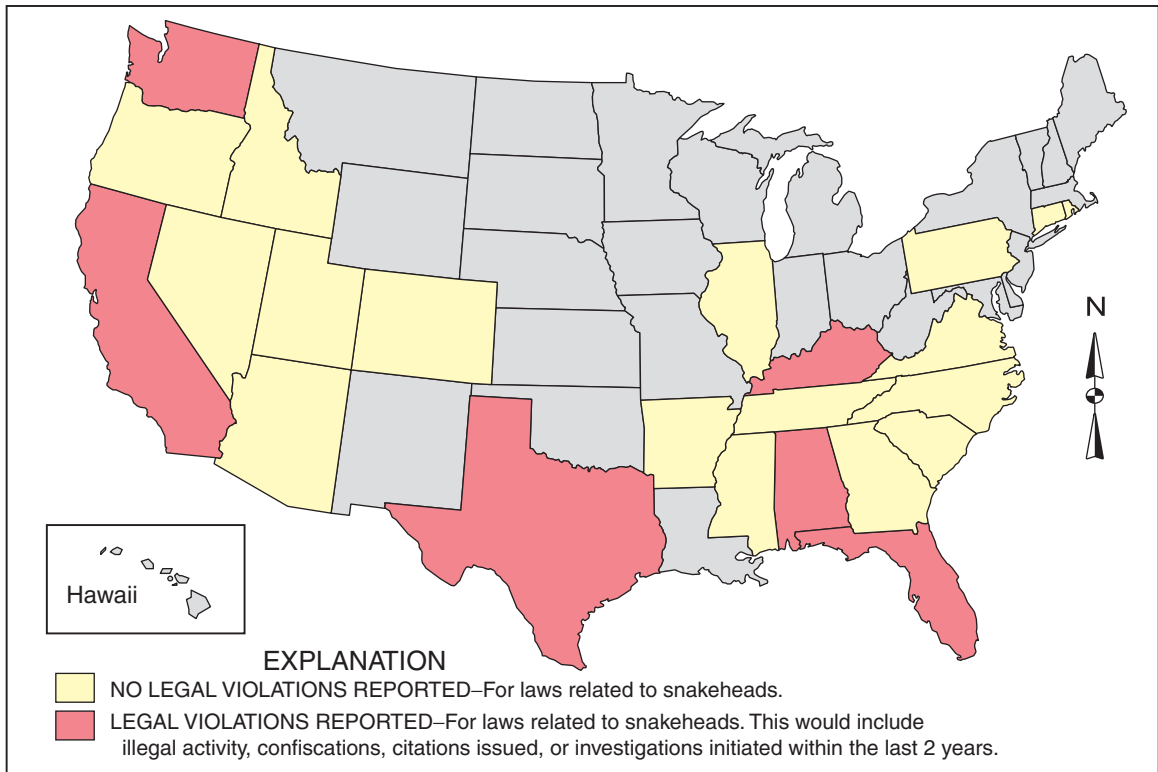 N
Hawaii
EXPLANATION
NO LEGAL VIOLATIONS REPORTED–For laws related to snakeheads.
LEGAL VIOLATIONS REPORTED–For laws related to snakeheads. This would include
illegal activity, confiscations, citations issued, or investigations initiated within the last 2 years.